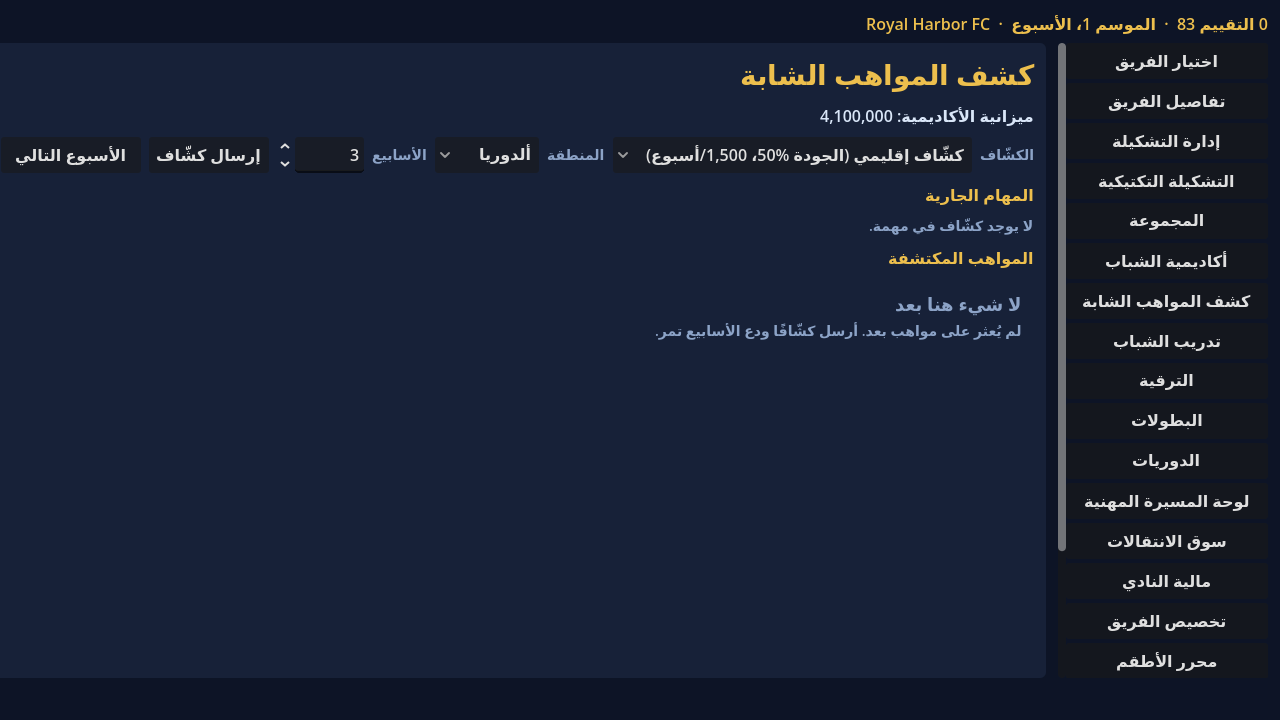 0 التقييم 83 · الموسم 1، الأسبوع · Royal Harbor FC
اختيار الفريق
تفاصيل الفريق
إدارة التشكيلة
التشكيلة التكتيكية
المجموعة
أكاديمية الشباب
كشف المواهب الشابة
تدريب الشباب
الترقية
البطولات
الدوريات
لوحة المسيرة المهنية
سوق الانتقالات
مالية النادي
تخصيص الفريق
محرر الأطقم
كشف المواهب الشابة
ميزانية الأكاديمية: 4,100,000
الكشّاف كشّاف إقليمي (الجودة 50%، 1,500/أسبوع) المنطقة ألدوريا الأسابيع 3 إرسال كشّاف الأسبوع التالي
المهام الجارية
لا يوجد كشّاف في مهمة.
المواهب المكتشفة
لا شيء هنا بعد
لم يُعثر على مواهب بعد. أرسل كشّافًا ودع الأسابيع تمر.